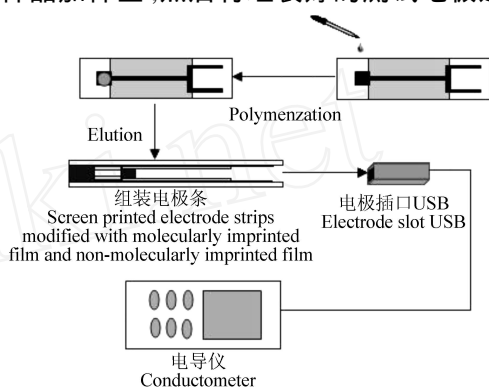 Polymenzation
Elution
组装电极条
Screen printed electrode strips
modified with molecularly imprinted
film and non-molecularly imprinted film
电极插口USB
Electrode slot USB
电导仪
Conductometer